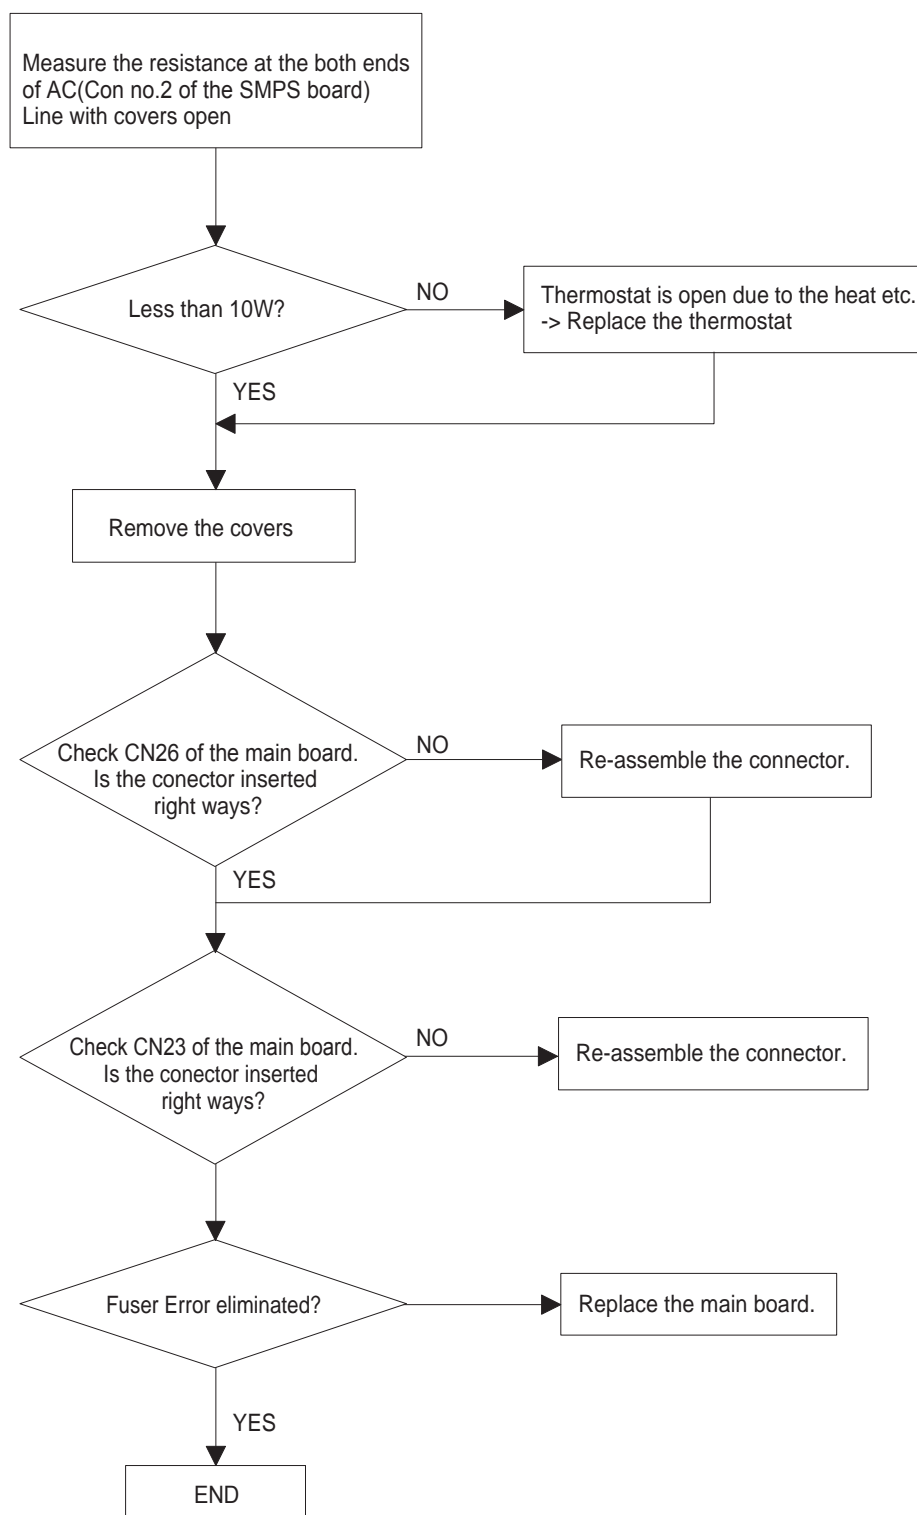 Measure the resistance at the both ends
of AC(Con no.2 of the SMPS board)
Line with covers open
Less than 10W?
NO
Thermostat is open due to the heat etc.
-> Replace the thermostat
YES
Remove the covers
Check CN26 of the main board.
Is the conector inserted
right ways?
NO
Re-assemble the connector.
YES
Check CN23 of the main board.
Is the conector inserted
right ways?
NO
Re-assemble the connector.
Fuser Error eliminated?
Replace the main board.
YES
END